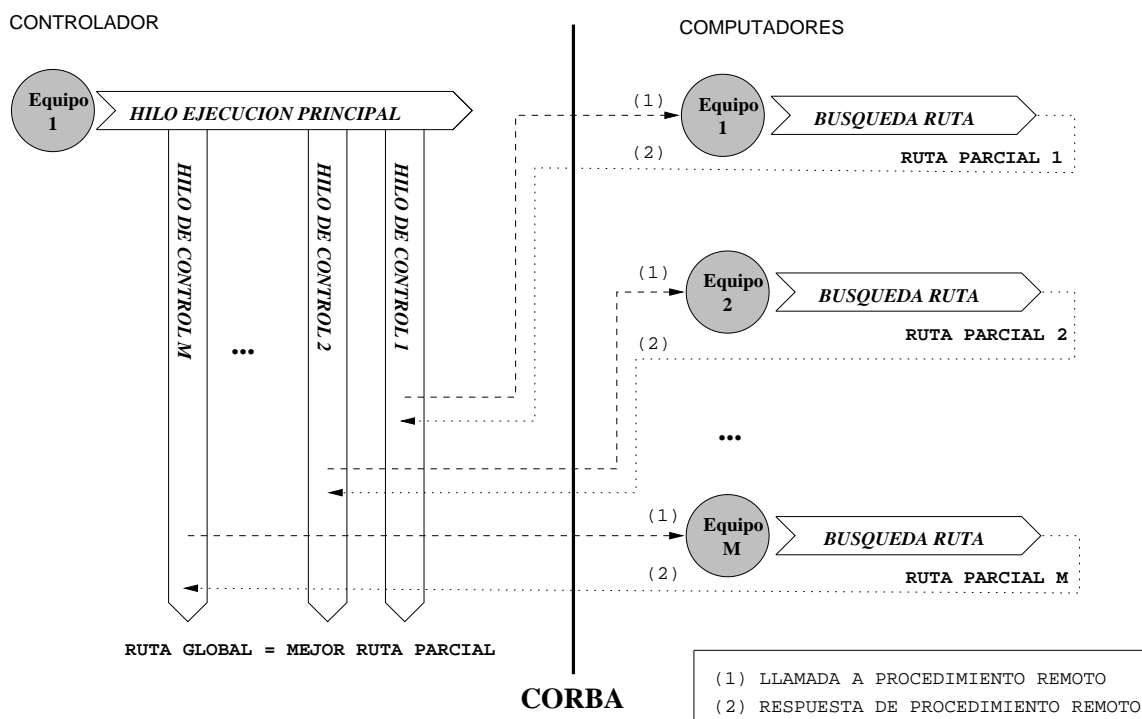 CONTROLADOR
COMPUTADORES
Equipo
1
HILO EJECUCION PRINCIPAL
HILO DE CONTROL M
...
HILO DE CONTROL 2
HILO DE CONTROL 1
(1)
Equipo
1
BUSQUEDA RUTA
(2)
RUTA PARCIAL 1
(1)
Equipo
2
BUSQUEDA RUTA
(2)
RUTA PARCIAL 2
...
(1)
Equipo
M
BUSQUEDA RUTA
(2)
RUTA PARCIAL M
RUTA GLOBAL = MEJOR RUTA PARCIAL
CORBA
(1) LLAMADA A PROCEDIMIENTO REMOTO
(2) RESPUESTA DE PROCEDIMIENTO REMOTO